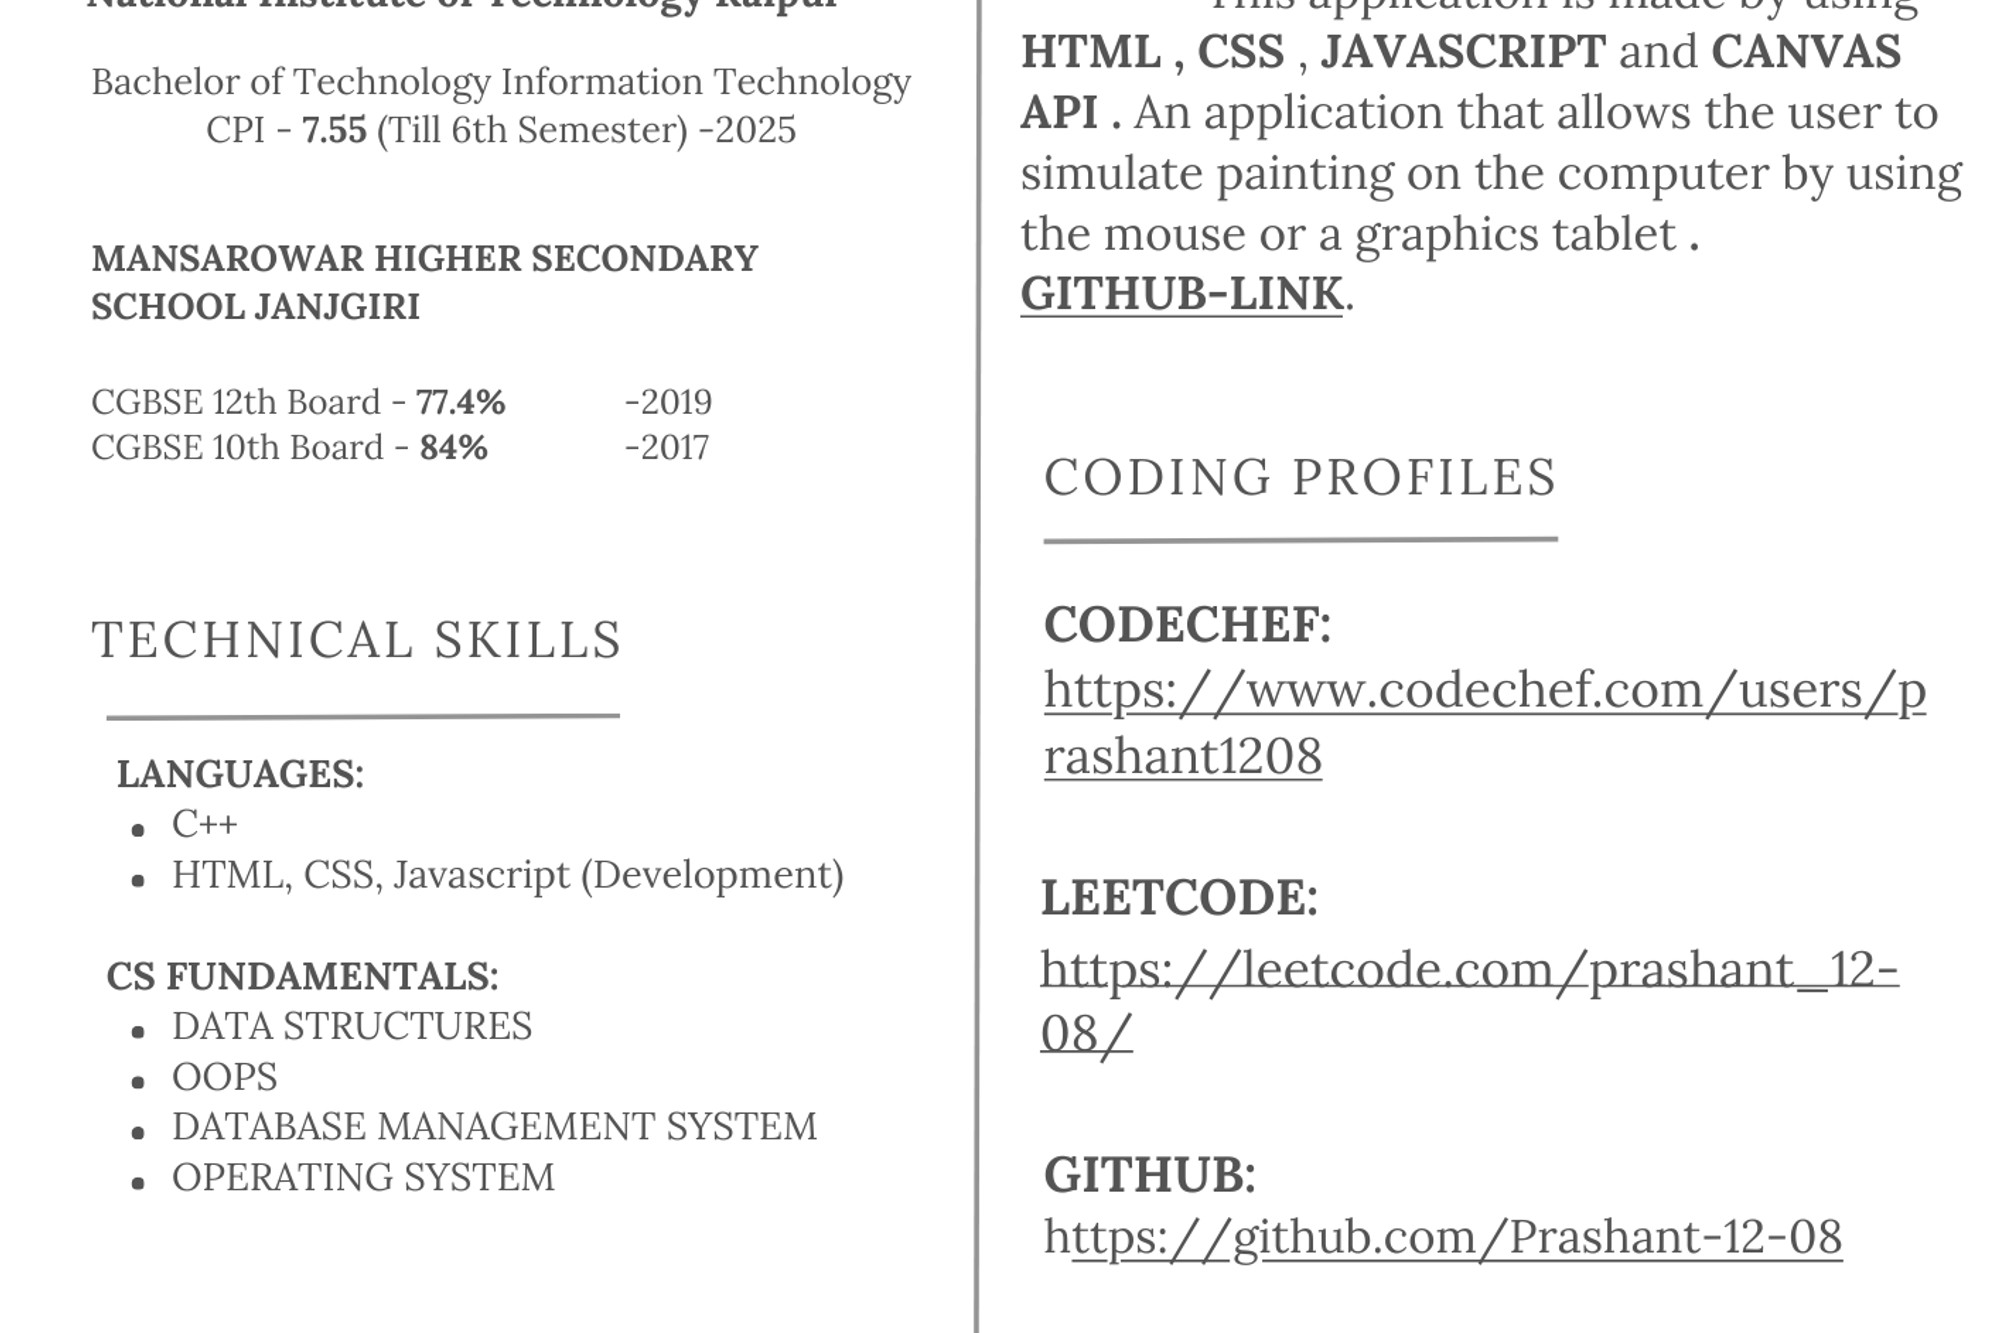 National Institute of Technology Raipur
Bachelor of Technology Information Technology
CPI - 7.55 (Till 6th Semester) -2025
MANSAROWAR HIGHER SECONDARY
SCHOOL JANJGIRI
CGBSE 12th Board - 77.4% -2019
CGBSE 10th Board - 84% -2017
TECHNICAL SKILLS
LANGUAGES:
• C++
• HTML, CSS, Javascript (Development)
CS FUNDAMENTALS:
• DATA STRUCTURES
• OOPS
• DATABASE MANAGEMENT SYSTEM
• OPERATING SYSTEM
This application is made by using
HTML , CSS , JAVASCRIPT and CANVAS
API . An application that allows the user to
simulate painting on the computer by using
the mouse or a graphics tablet .
GITHUB-LINK.
CODING PROFILES
CODECHEF:
https://www.codechef.com/users/p
rashant1208
LEETCODE:
https://leetcode.com/prashant_12-
08/
GITHUB:
https://github.com/Prashant-12-08